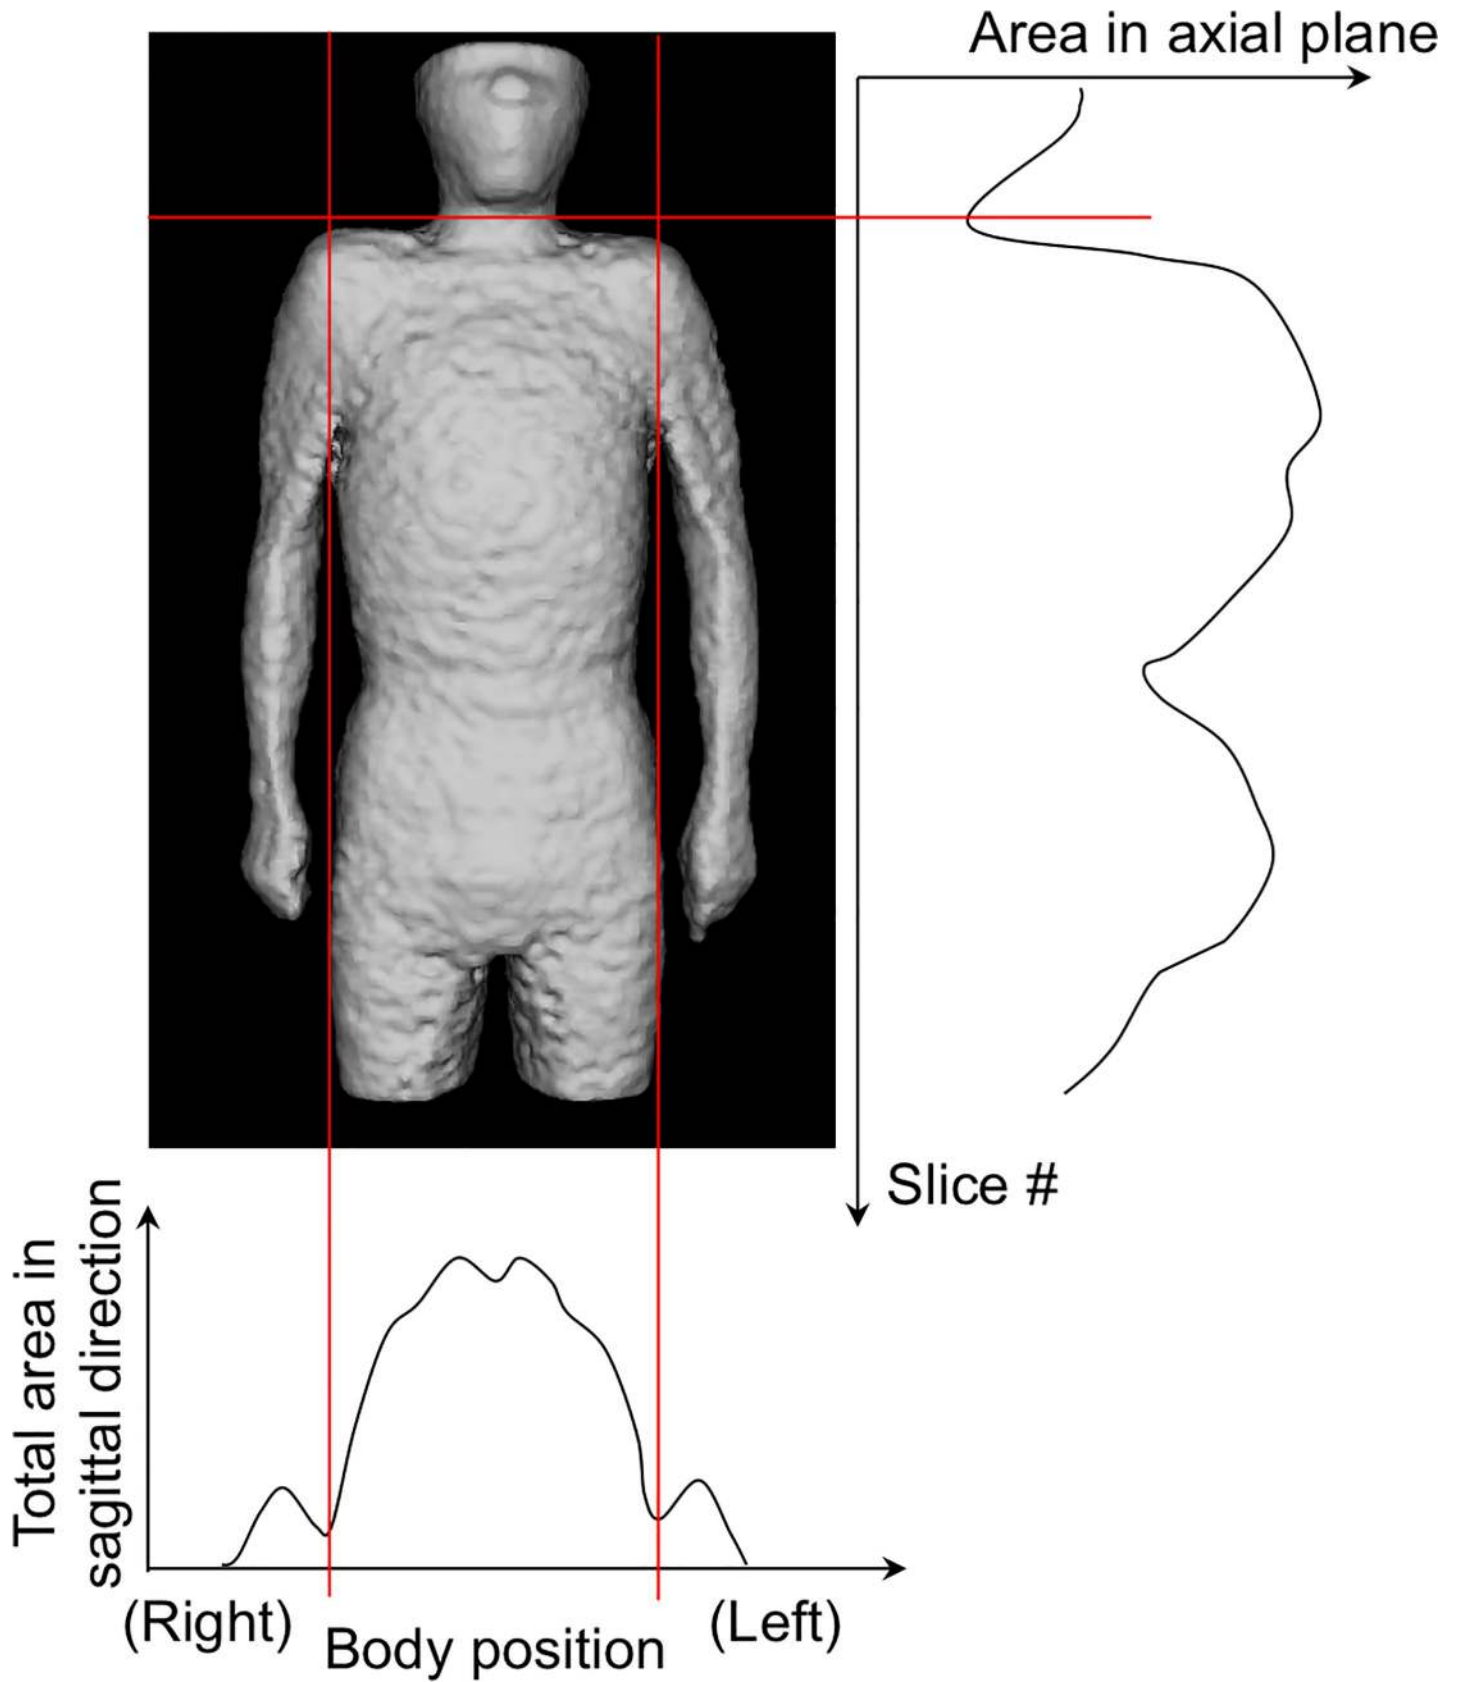 Area in axial plane
Slice #
Total area in
sagittal direction
(Right)
Body position
(Left)